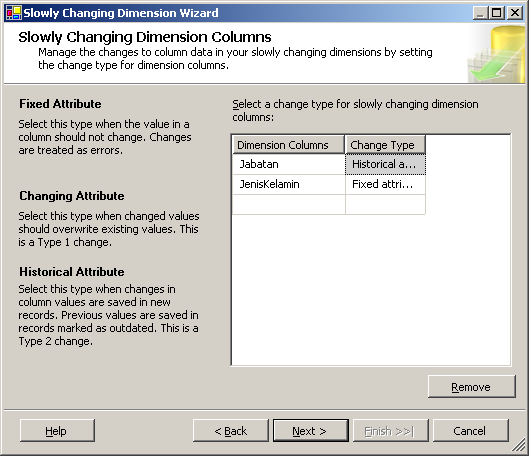 Slowly Changing Dimension Wizard
Slowly Changing Dimension Columns
Manage the changes to column data in your slowly changing dimensions by setting
the change type for dimension columns.
Fixed Attribute
Select this type when the value in a
column should not change. Changes
are treated as errors.
Changing Attribute
Select this type when changed values
should overwrite existing values. This
is a Type 1 change.
Historical Attribute
Select this type when changes in
column values are saved in new
records. Previous values are saved in
records marked as outdated. This is a
Type 2 change.
Select a change type for slowly changing dimension
columns:
Dimension Columns Change Type
Jabatan Historical a...
JenisKelamin Fixed attri...
Remove
Help < Back Next > Finish >>| Cancel